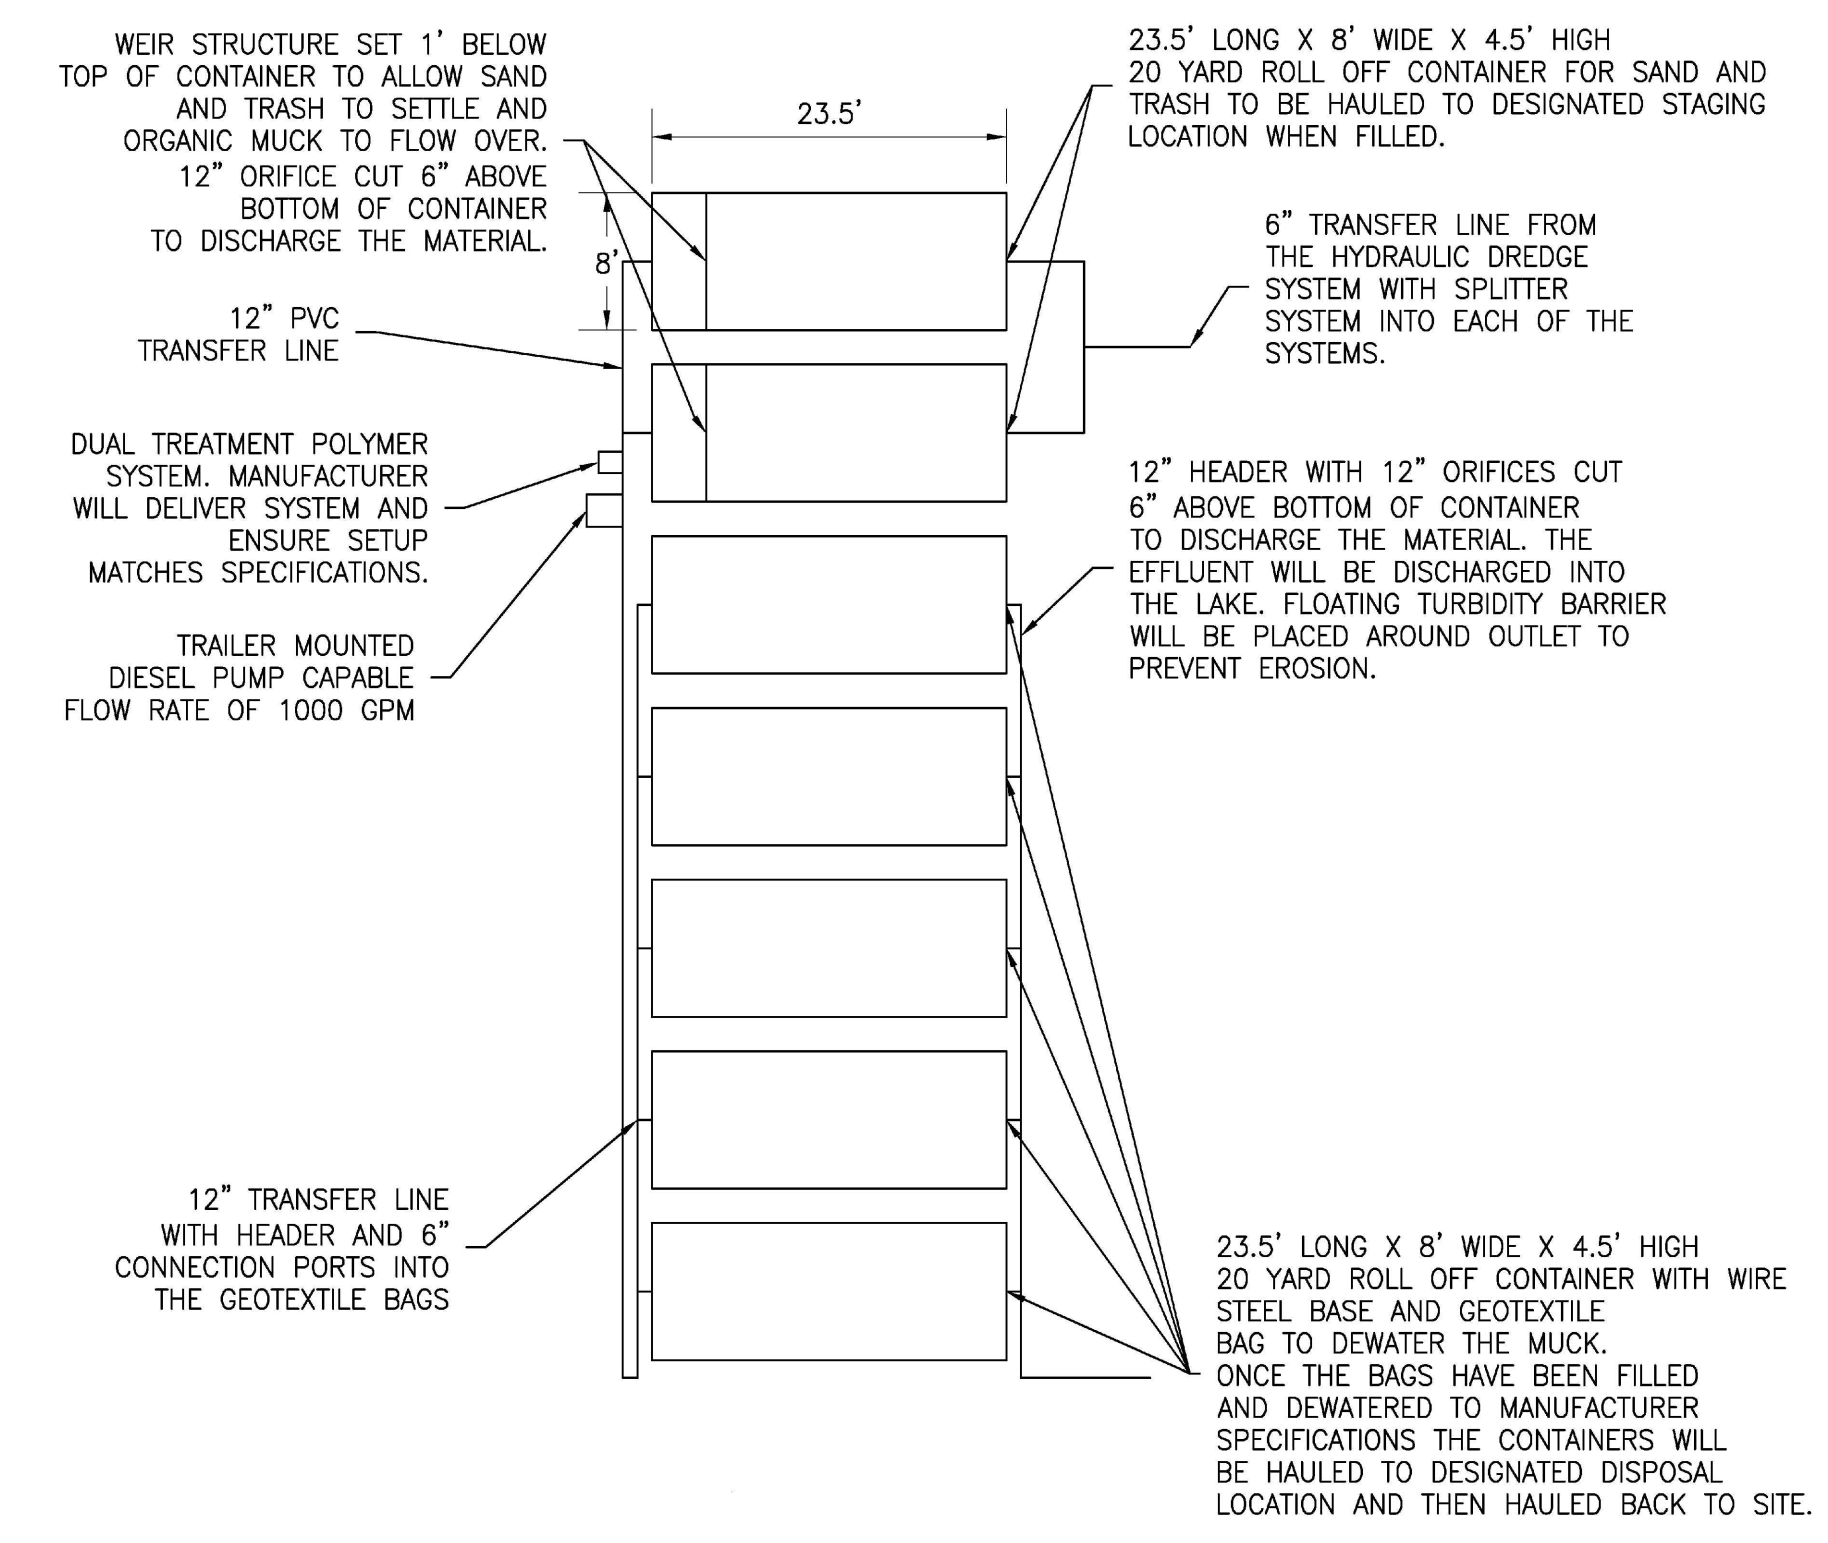 WEIR STRUCTURE SET 1' BELOW
TOP OF CONTAINER TO ALLOW SAND
AND TRASH TO SETTLE AND
ORGANIC MUCK TO FLOW OVER.
12" ORIFICE CUT 6" ABOVE
BOTTOM OF CONTAINER
TO DISCHARGE THE MATERIAL.
23.5'
8'
23.5' LONG X 8' WIDE X 4.5' HIGH
20 YARD ROLL OFF CONTAINER FOR SAND AND
TRASH TO BE HAULED TO DESIGNATED STAGING
LOCATION WHEN FILLED.
6" TRANSFER LINE FROM
THE HYDRAULIC DREDGE
SYSTEM WITH SPLITTER
SYSTEM INTO EACH OF THE
SYSTEMS.
12" PVC
TRANSFER LINE
DUAL TREATMENT POLYMER
SYSTEM. MANUFACTURER
WILL DELIVER SYSTEM AND
ENSURE SETUP
MATCHES SPECIFICATIONS.
12" HEADER WITH 12" ORIFICES CUT
6" ABOVE BOTTOM OF CONTAINER
TO DISCHARGE THE MATERIAL. THE
EFFLUENT WILL BE DISCHARGED INTO
THE LAKE. FLOATING TURBIDITY BARRIER
WILL BE PLACED AROUND OUTLET TO
PREVENT EROSION.
TRAILER MOUNTED
DIESEL PUMP CAPABLE
FLOW RATE OF 1000 GPM
12" TRANSFER LINE
WITH HEADER AND 6"
CONNECTION PORTS INTO
THE GEOTEXTILE BAGS
23.5' LONG X 8' WIDE X 4.5' HIGH
20 YARD ROLL OFF CONTAINER WITH WIRE
STEEL BASE AND GEOTEXTILE
BAG TO DEWATER THE MUCK.
ONCE THE BAGS HAVE BEEN FILLED
AND DEWATERED TO MANUFACTURER
SPECIFICATIONS THE CONTAINERS WILL
BE HAULED TO DESIGNATED DISPOSAL
LOCATION AND THEN HAULED BACK TO SITE.